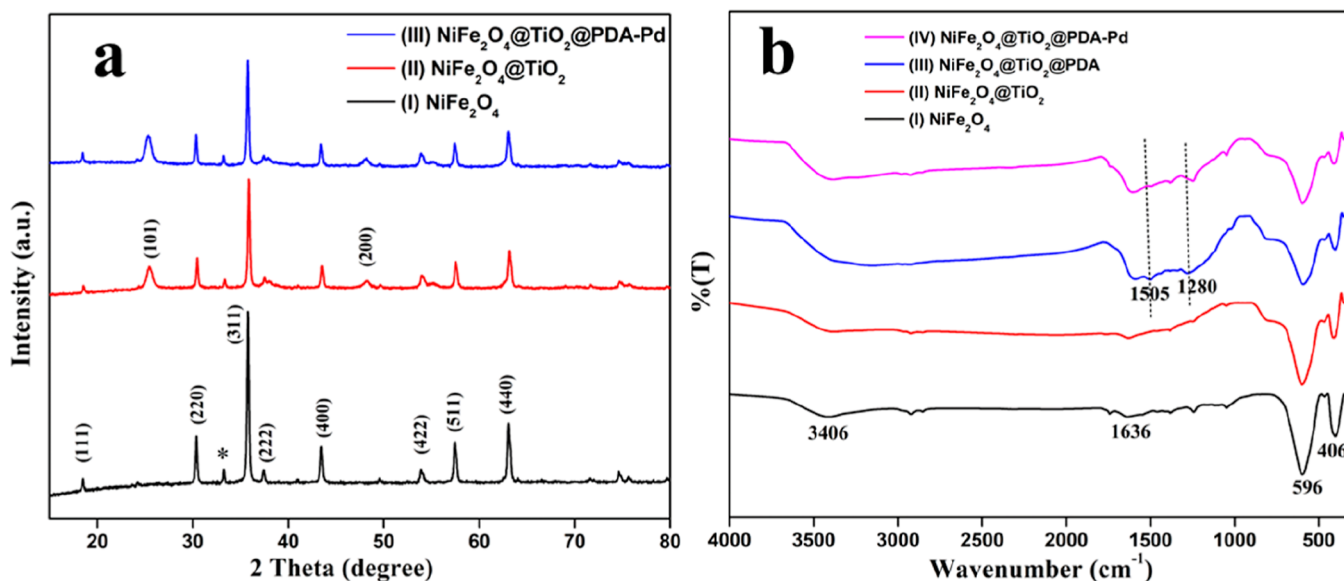 a
(III) NiFe₂O₄@TiO₂@PDA-Pd
(II) NiFe₂O₄@TiO₂
(I) NiFe₂O₄
Intensity (a.u.)
(101)
(200)
(111)
(220)
*
(311)
(222)
(400)
(422)
(511)
(440)
20 30 40 50 60 70 80
2 Theta (degree)
b
(IV) NiFe₂O₄@TiO₂@PDA-Pd
(III) NiFe₂O₄@TiO₂@PDA
(II) NiFe₂O₄@TiO₂
(I) NiFe₂O₄
%(T)
1505 1280
3406 1636 596 406
4000 3500 3000 2500 2000 1500 1000 500
Wavenumber (cm⁻¹)